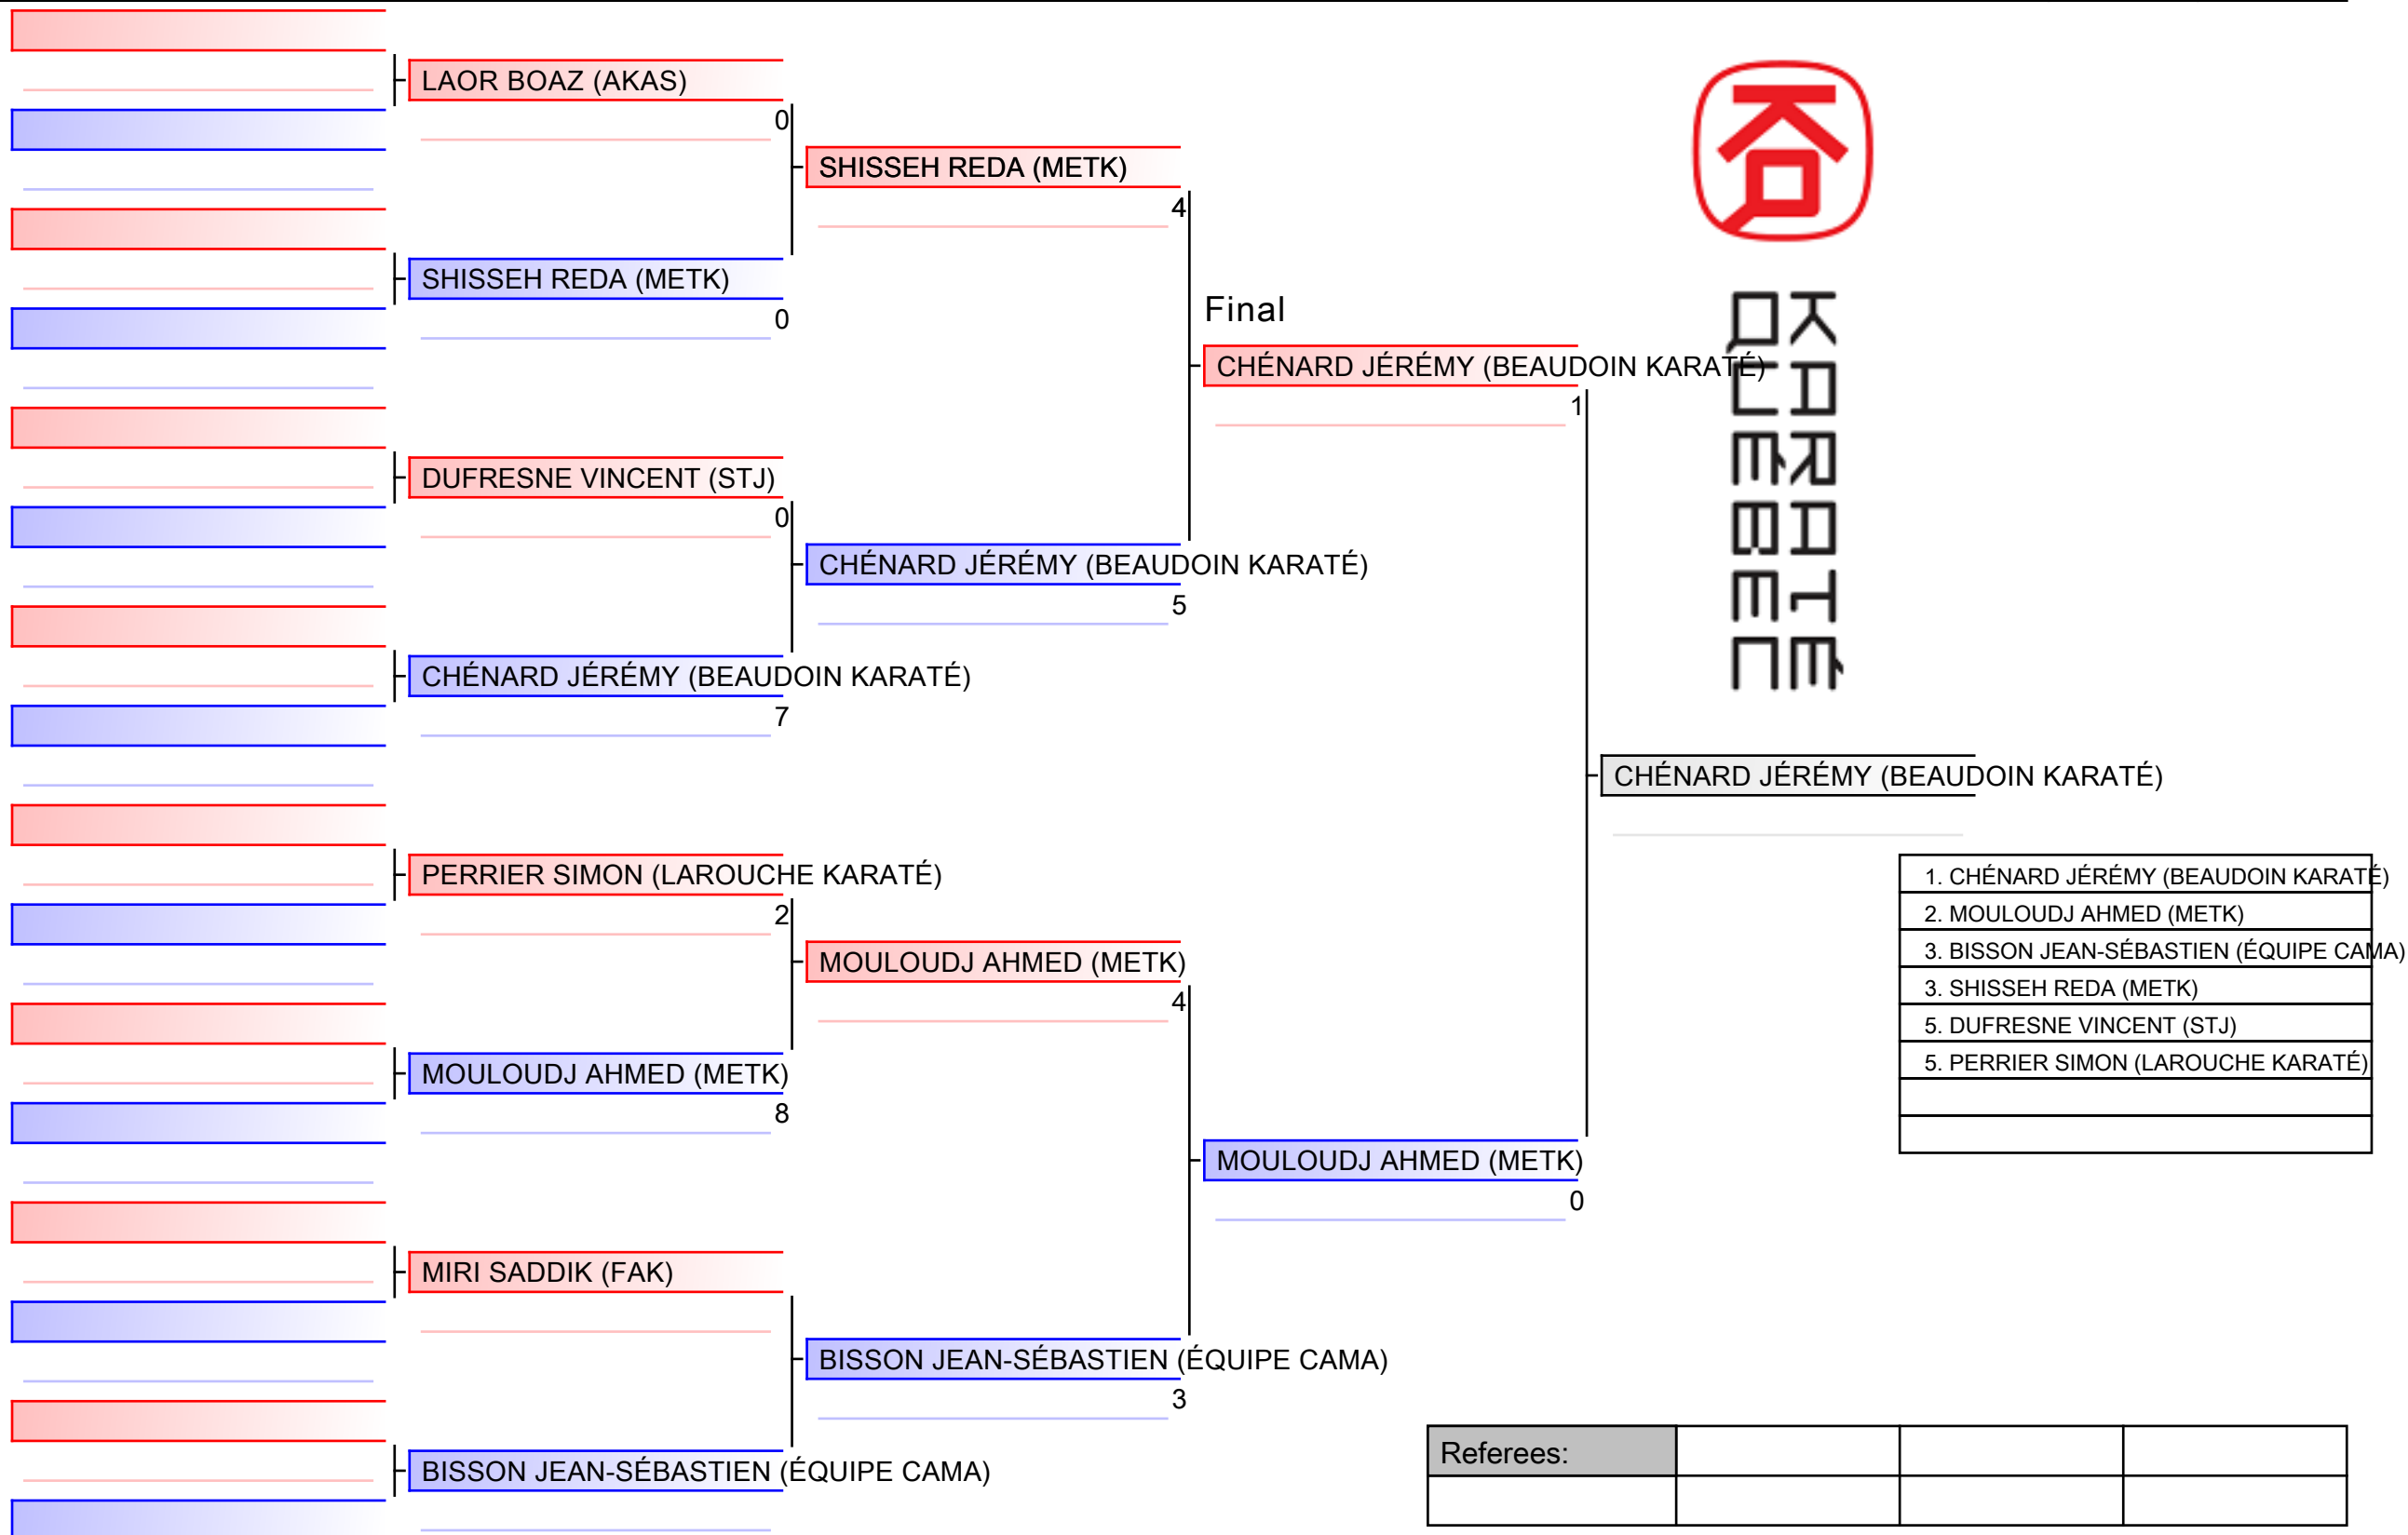 LAOR BOAZ (AKAS)
0
SHISSEH REDA (METK)
0
DUFRESNE VINCENT (STJ)
0
CHÉNARD JÉRÉMY (BEAUDOIN KARATÉ)
7
PERRIER SIMON (LAROUCHE KARATÉ)
2
MOULOUDJ AHMED (METK)
8
MIRI SADDIK (FAK)
BISSON JEAN-SÉBASTIEN (ÉQUIPE CAMA)
SHISSEH REDA (METK)
4
CHÉNARD JÉRÉMY (BEAUDOIN KARATÉ)
5
MOULOUDJ AHMED (METK)
4
BISSON JEAN-SÉBASTIEN (ÉQUIPE CAMA)
3
Final
CHÉNARD JÉRÉMY (BEAUDOIN KARATÉ)
1
MOULOUDJ AHMED (METK)
0
CHÉNARD JÉRÉMY (BEAUDOIN KARATÉ)
KARATÉ
QUÉBEC
1. CHÉNARD JÉRÉMY (BEAUDOIN KARATÉ)
2. MOULOUDJ AHMED (METK)
3. BISSON JEAN-SÉBASTIEN (ÉQUIPE CAMA)
3. SHISSEH REDA (METK)
5. DUFRESNE VINCENT (STJ)
5. PERRIER SIMON (LAROUCHE KARATÉ)
Referees: